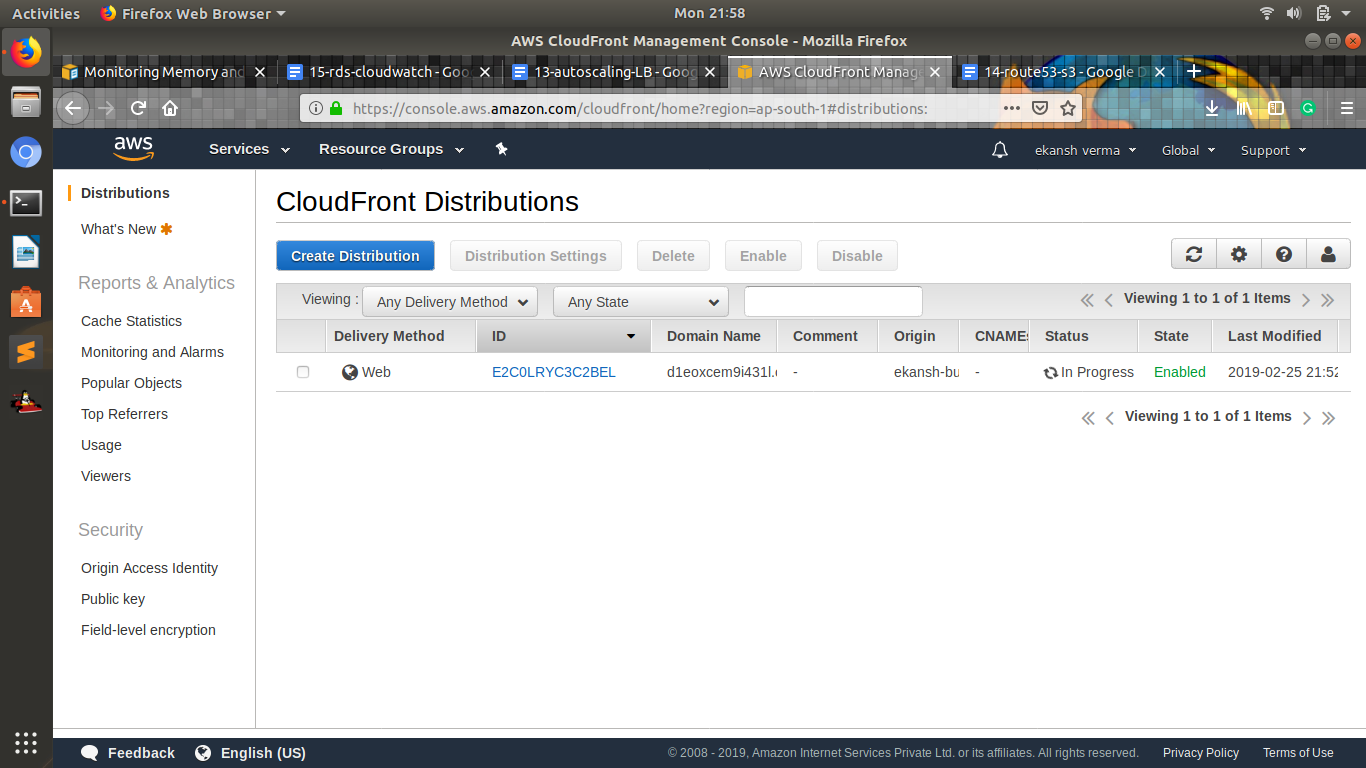 Activities Firefox Web Browser Mon 21:58
AWS CloudFront Management Console - Mozilla Firefox
Monitoring Memory and 15-rds-cloudwatch - Goo 13-autoscaling-LB - Goog AWS CloudFront Manage 14-route53-s3 - Google D
https://console.aws.amazon.com/cloudfront/home?region=ap-south-1#distributions:
aws Services Resource Groups ekansh verma Global Support
Distributions
What's New
Reports & Analytics
Cache Statistics
Monitoring and Alarms
Popular Objects
Top Referrers
Usage
Viewers
Security
Origin Access Identity
Public key
Field-level encryption
CloudFront Distributions
Create Distribution Distribution Settings Delete Enable Disable
Viewing : Any Delivery Method Any State Viewing 1 to 1 of 1 Items
Delivery Method ID Domain Name Comment Origin CNAMEs Status State Last Modified
Web E2C0LRYC3C2BEL d1eoxcem9i431l.c - ekansh-bu - In Progress Enabled 2019-02-25 21:52
Viewing 1 to 1 of 1 Items
Feedback English (US) © 2008 - 2019, Amazon Internet Services Private Ltd. or its affiliates. All rights reserved. Privacy Policy Terms of Use